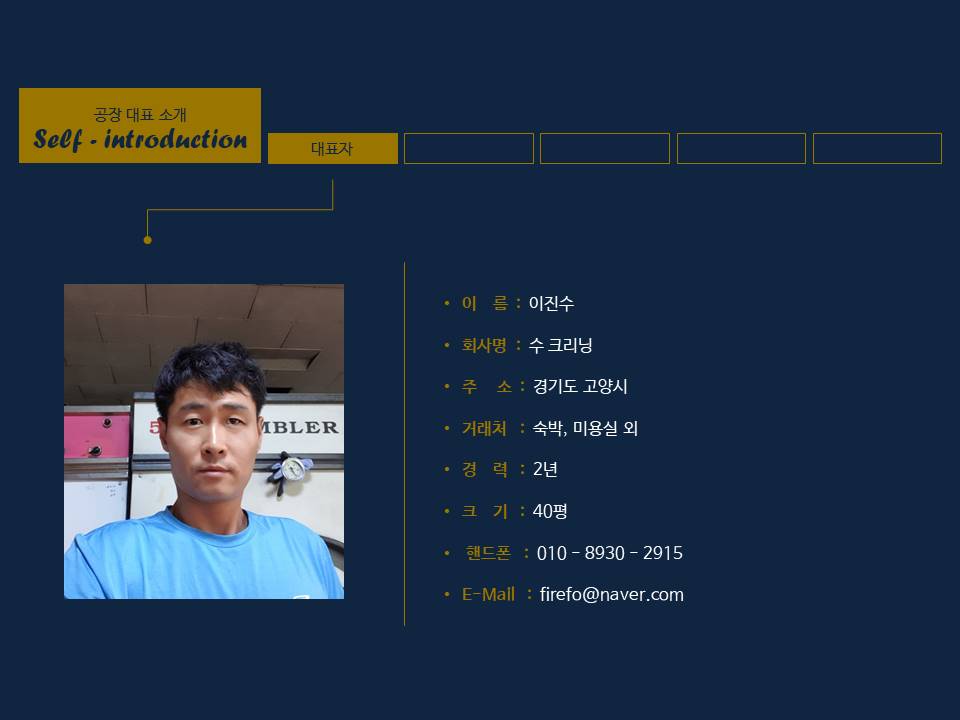 공장 대표 소개
Self - introduction
대표자
• 이 름 : 이진수
• 회사명 : 수 크리닝
• 주 소 : 경기도 고양시
• 거래처 : 숙박, 미용실 외
• 경 력 : 2년
• 크 기 : 40평
• 핸드폰 : 010 - 8930 - 2915
• E-Mail : firefo@naver.com
MBLER